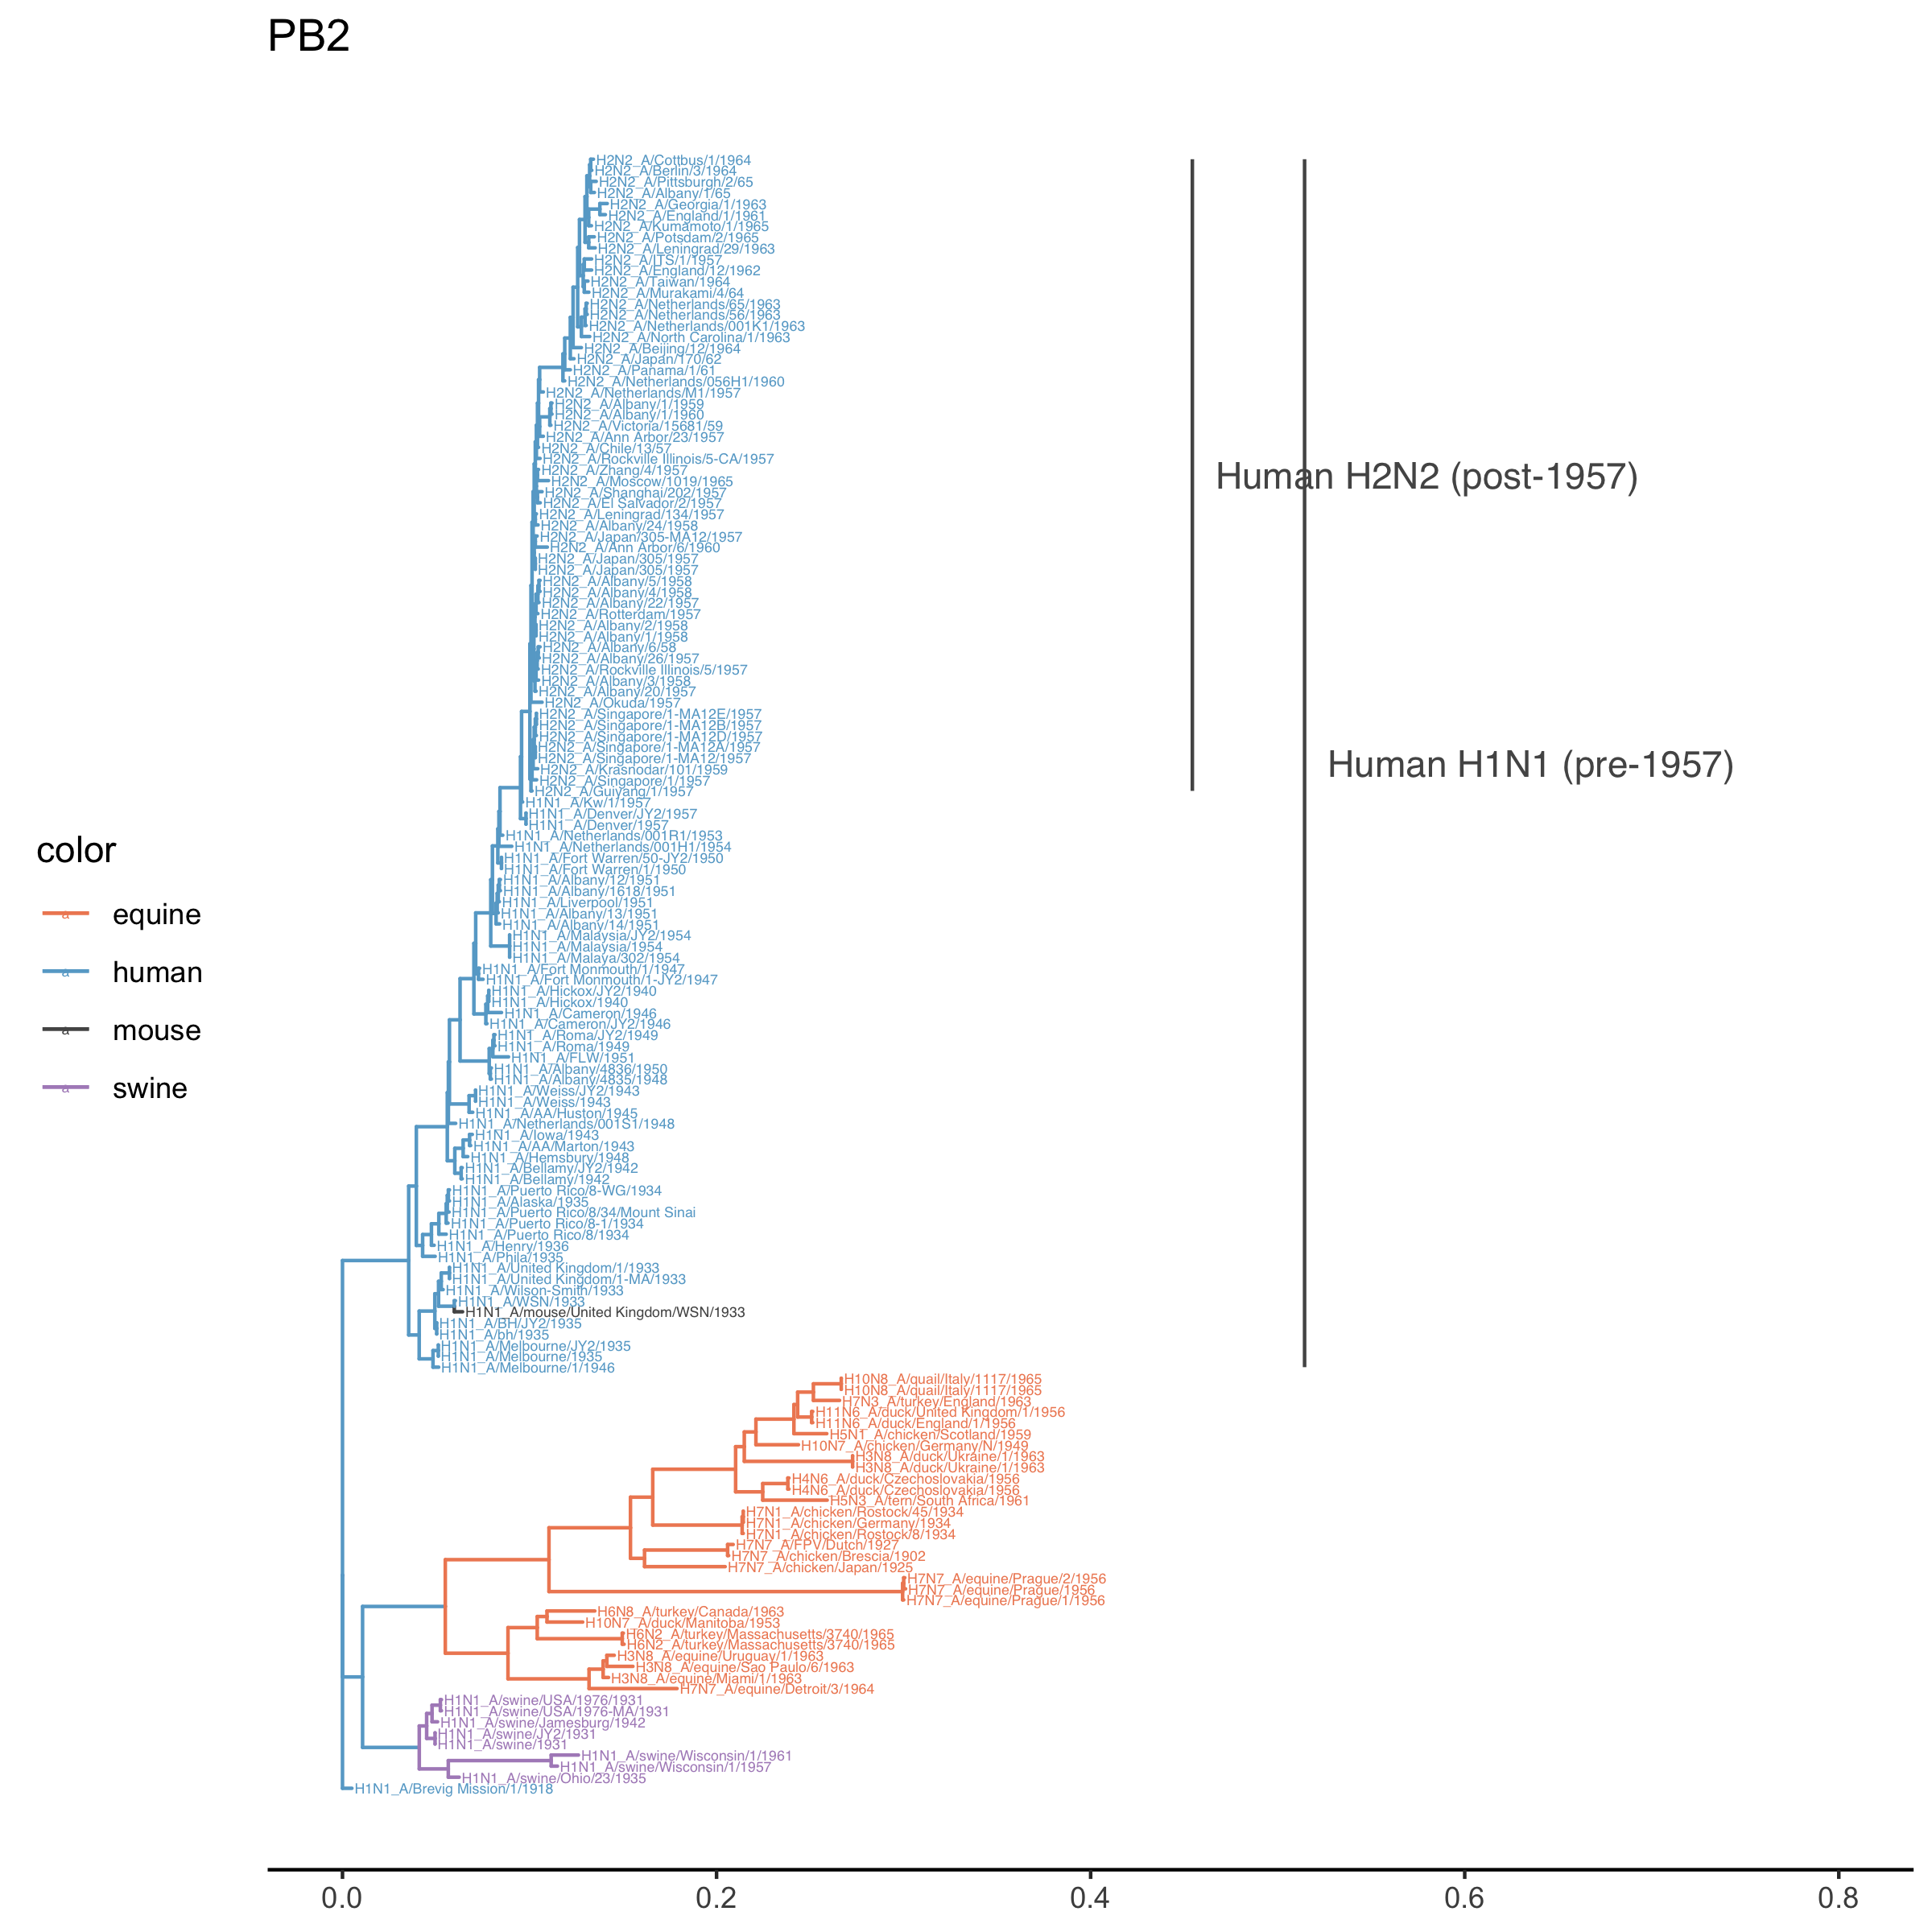 PB2
H2N2_A/Cottbus/1/1964
H2N2_A/Berlin/3/1964
H2N2_A/Pittsburgh/2/65
H2N2_A/Albany/1/65
H2N2_A/Georgia/1/1963
H2N2_A/England/1/1961
H2N2_A/Kumamoto/1/1965
H2N2_A/Potsdam/2/1965
H2N2_A/Leningrad/29/1963
H2N2_A/ITS/1/1957
H2N2_A/England/12/1962
H2N2_A/Taiwan/1964
H2N2_A/Murakami/4/64
H2N2_A/Netherlands/65/1963
H2N2_A/Netherlands/56/1963
H2N2_A/Netherlands/001K1/1963
H2N2_A/North Carolina/1/1963
H2N2_A/Beijing/12/1964
H2N2_A/Japan/170/62
H2N2_A/Panama/1/61
H2N2_A/Netherlands/056H1/1960
H2N2_A/Netherlands/M1/1957
H2N2_A/Albany/1/1959
H2N2_A/Albany/1/1960
H2N2_A/Victoria/15681/59
H2N2_A/Ann Arbor/23/1957
H2N2_A/Chile/13/57
H2N2_A/Rockville Illinois/5-CA/1957
H2N2_A/Zhang/4/1957
H2N2_A/Moscow/1019/1965
H2N2_A/Shanghai/202/1957
H2N2_A/El Salvador/2/1957
H2N2_A/Leningrad/134/1957
H2N2_A/Albany/24/1958
H2N2_A/Japan/305-MA12/1957
H2N2_A/Ann Arbor/6/1960
H2N2_A/Japan/305/1957
H2N2_A/Japan/305/1957
H2N2_A/Albany/5/1958
H2N2_A/Albany/4/1958
H2N2_A/Albany/22/1957
H2N2_A/Rotterdam/1957
H2N2_A/Albany/2/1958
H2N2_A/Albany/1/1958
H2N2_A/Albany/6/58
H2N2_A/Albany/26/1957
H2N2_A/Rockville Illinois/5/1957
H2N2_A/Albany/3/1958
H2N2_A/Albany/20/1957
H2N2_A/Okuda/1957
H2N2_A/Singapore/1-MA12E/1957
H2N2_A/Singapore/1-MA12B/1957
H2N2_A/Singapore/1-MA12D/1957
H2N2_A/Singapore/1-MA12A/1957
H2N2_A/Singapore/1-MA12/1957
H2N2_A/Krasnodar/101/1959
H2N2_A/Singapore/1/1957
H2N2_A/Guiyang/1/1957
H1N1_A/Kw/1/1957
H1N1_A/Denver/JY2/1957
H1N1_A/Denver/1957
H1N1_A/Netherlands/001R1/1953
H1N1_A/Netherlands/001H1/1954
H1N1_A/Fort Warren/50-JY2/1950
H1N1_A/Fort Warren/1/1950
H1N1_A/Albany/12/1951
H1N1_A/Albany/1618/1951
H1N1_A/Liverpool/1951
H1N1_A/Albany/13/1951
H1N1_A/Albany/14/1951
H1N1_A/Malaysia/JY2/1954
H1N1_A/Malaysia/1954
H1N1_A/Malaya/302/1954
H1N1_A/Fort Monmouth/1/1947
H1N1_A/Fort Monmouth/1-JY2/1947
H1N1_A/Hickox/JY2/1940
H1N1_A/Hickox/1940
H1N1_A/Cameron/1946
H1N1_A/Cameron/JY2/1946
H1N1_A/Roma/JY2/1949
H1N1_A/Roma/1949
H1N1_A/FLW/1951
H1N1_A/Albany/4836/1950
H1N1_A/Albany/4835/1948
H1N1_A/Weiss/JY2/1943
H1N1_A/Weiss/1943
H1N1_A/AA/Huston/1945
H1N1_A/Netherlands/001S1/1948
H1N1_A/Iowa/1943
H1N1_A/AA/Marton/1943
H1N1_A/Hemsbury/1948
H1N1_A/Bellamy/JY2/1942
H1N1_A/Bellamy/1942
H1N1_A/Puerto Rico/8-WG/1934
H1N1_A/Alaska/1935
H1N1_A/Puerto Rico/8/34/Mount Sinai
H1N1_A/Puerto Rico/8-1/1934
H1N1_A/Puerto Rico/8/1934
H1N1_A/Henry/1936
H1N1_A/Phila/1935
H1N1_A/United Kingdom/1/1933
H1N1_A/United Kingdom/1-MA/1933
H1N1_A/Wilson-Smith/1933
H1N1_A/WSN/1933
H1N1_A/mouse/United Kingdom/WSN/1933
H1N1_A/BH/JY2/1935
H1N1_A/bh/1935
H1N1_A/Melbourne/JY2/1935
H1N1_A/Melbourne/1935
H1N1_A/Melbourne/1/1946
H10N8_A/quail/Italy/1117/1965
H10N8_A/quail/Italy/1117/1965
H7N3_A/turkey/England/1963
H11N6_A/duck/United Kingdom/1/1956
H11N6_A/duck/England/1/1956
H5N1_A/chicken/Scotland/1959
H10N7_A/chicken/Germany/N/1949
H3N8_A/duck/Ukraine/1/1963
H3N8_A/duck/Ukraine/1/1963
H4N6_A/duck/Czechoslovakia/1956
H4N6_A/duck/Czechoslovakia/1956
H5N3_A/tern/South Africa/1961
H7N1_A/chicken/Rostock/45/1934
H7N1_A/chicken/Germany/1934
H7N1_A/chicken/Rostock/8/1934
H7N7_A/FPV/Dutch/1927
H7N7_A/chicken/Brescia/1902
H7N7_A/chicken/Japan/1925
H7N7_A/equine/Prague/2/1956
H7N7_A/equine/Prague/1956
H7N7_A/equine/Prague/1/1956
H6N8_A/turkey/Canada/1963
H10N7_A/duck/Manitoba/1953
H6N2_A/turkey/Massachusetts/3740/1965
H6N2_A/turkey/Massachusetts/3740/1965
H3N8_A/equine/Uruguay/1/1963
H3N8_A/equine/Sao Paulo/6/1963
H3N8_A/equine/Miami/1/1963
H7N7_A/equine/Detroit/3/1964
H1N1_A/swine/USA/1976/1931
H1N1_A/swine/USA/1976-MA/1931
H1N1_A/swine/Jamesburg/1942
H1N1_A/swine/JY2/1931
H1N1_A/swine/1931
H1N1_A/swine/Wisconsin/1/1961
H1N1_A/swine/Wisconsin/1/1957
H1N1_A/swine/Ohio/23/1935
H1N1_A/Brevig Mission/1/1918
Human H2N2 (post-1957)
Human H1N1 (pre-1957)
color
a equine
a human
a mouse
a swine
0.0 0.2 0.4 0.6 0.8